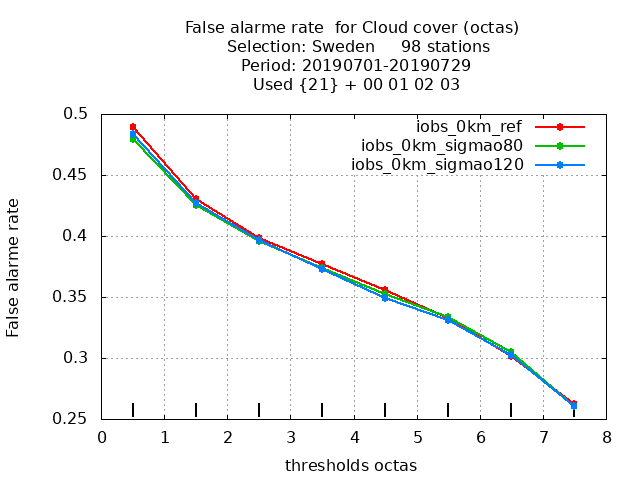 False alarme rate  for Cloud cover (octas)
Selection: Sweden     98 stations
Period: 20190701-20190729
Used {21} + 00 01 02 03
iobs_0km_ref
iobs_0km_sigmao80
iobs_0km_sigmao120
False alarme rate
0.5
0.45
0.4
0.35
0.3
0.25
0 1 2 3 4 5 6 7 8
thresholds octas